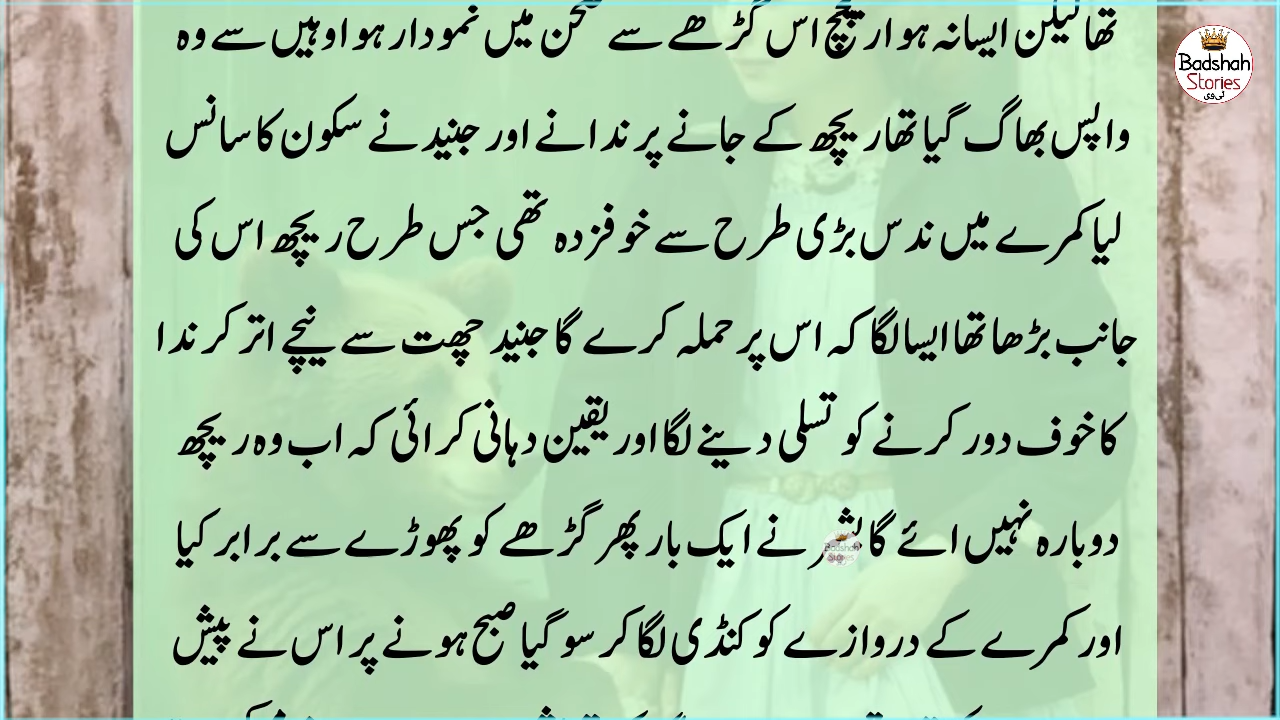 تھا لیکن ایسا نہ ہوا ریچھ اس گڑھے سے صحن میں نمودار ہوا وہیں سے وہ
واپس بھاگ گیا تھا ریچھ کے جانے پر ندا نے اور جنید نے سکون کا سانس
لیا کمرے میں ندس بڑی طرح سے خوفزدہ تھی جس طرح ریچھ اس کی
جانب بڑھا تھا ایسا لگا کہ اس پر حملہ کرے گا جنید چھت سے نیچے اتر کر ندا
کا خوف دور کرنے کو تسلی دینے لگا اور یقین دہانی کرائی کہ اب وہ ریچھ
دوبارہ نہیں ائے گا نے ایک بار پھر گڑھے کو پھوڑے سے برابر کیا
اور کمرے کے دروازے کو کنڈی لگا کر سو گیا صبح ہونے پر اس نے پیش
Badshah
Stories
ٹی وی
Badshah
Stories